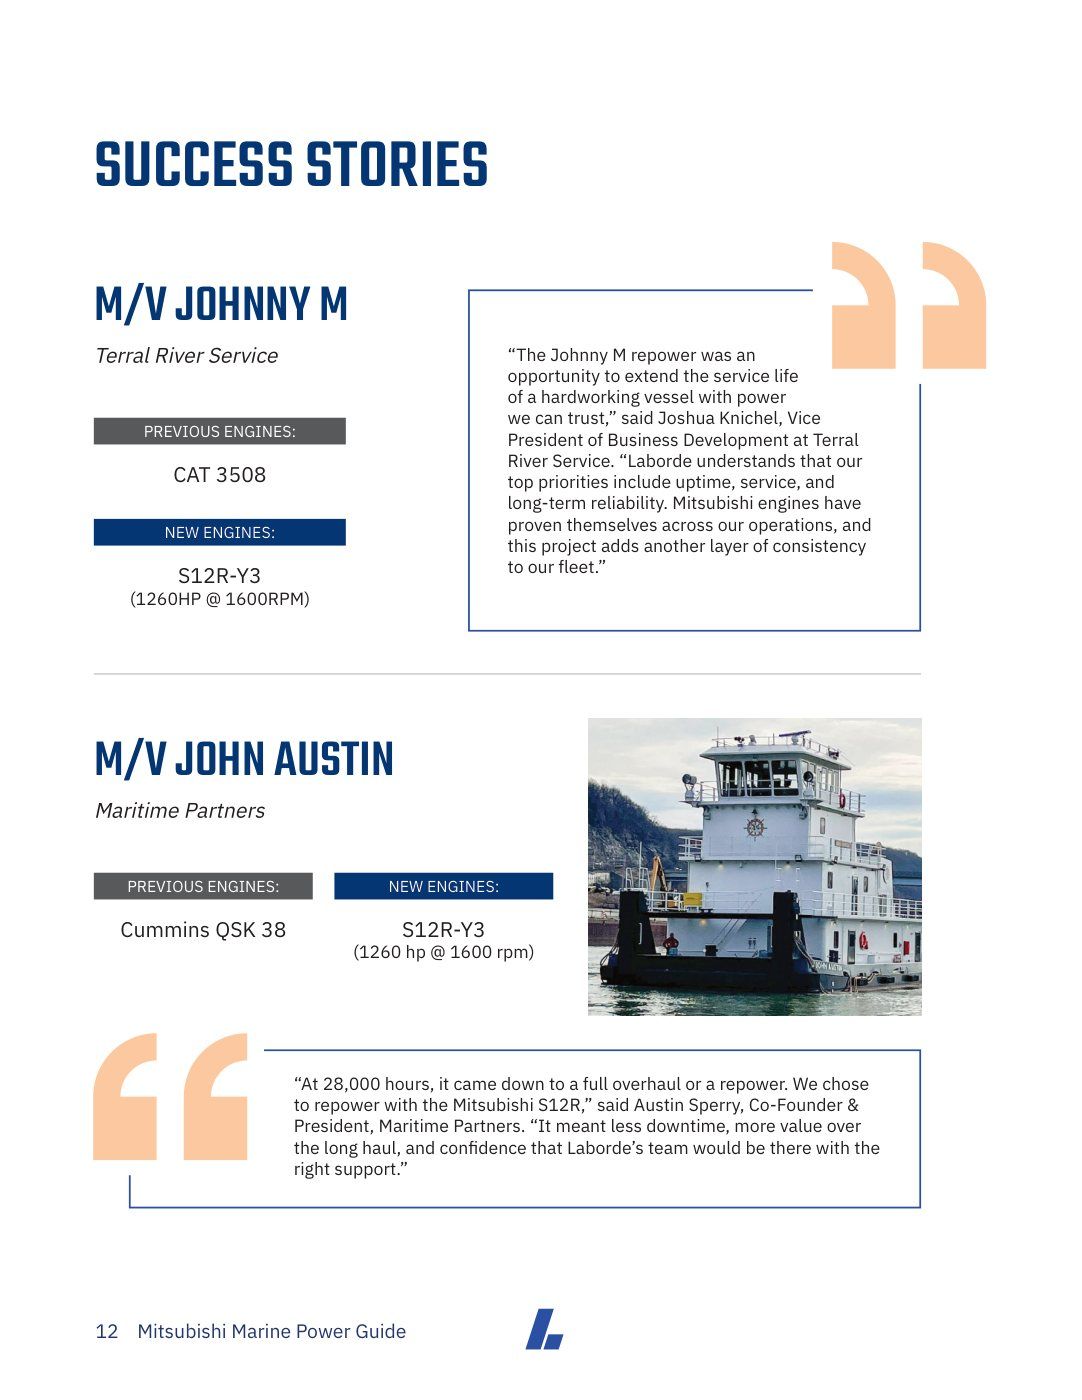 SUCCESS STORIES
M/V JOHNNY M
Terral River Service
PREVIOUS ENGINES:
CAT 3508
NEW ENGINES:
S12R-Y3
(1260HP @ 1600RPM)
“The Johnny M repower was an
opportunity to extend the service life
of a hardworking vessel with power
we can trust,” said Joshua Knichel, Vice
President of Business Development at Terral
River Service. “Laborde understands that our
top priorities include uptime, service, and
long-term reliability. Mitsubishi engines have
proven themselves across our operations, and
this project adds another layer of consistency
to our fleet.”
M/V JOHN AUSTIN
Maritime Partners
PREVIOUS ENGINES:
Cummins QSK 38
NEW ENGINES:
S12R-Y3
(1260 hp @ 1600 rpm)
JOHN AUSTIN
“At 28,000 hours, it came down to a full overhaul or a repower. We chose
to repower with the Mitsubishi S12R,” said Austin Sperry, Co-Founder &
President, Maritime Partners. “It meant less downtime, more value over
the long haul, and confidence that Laborde’s team would be there with the
right support.”
12 Mitsubishi Marine Power Guide